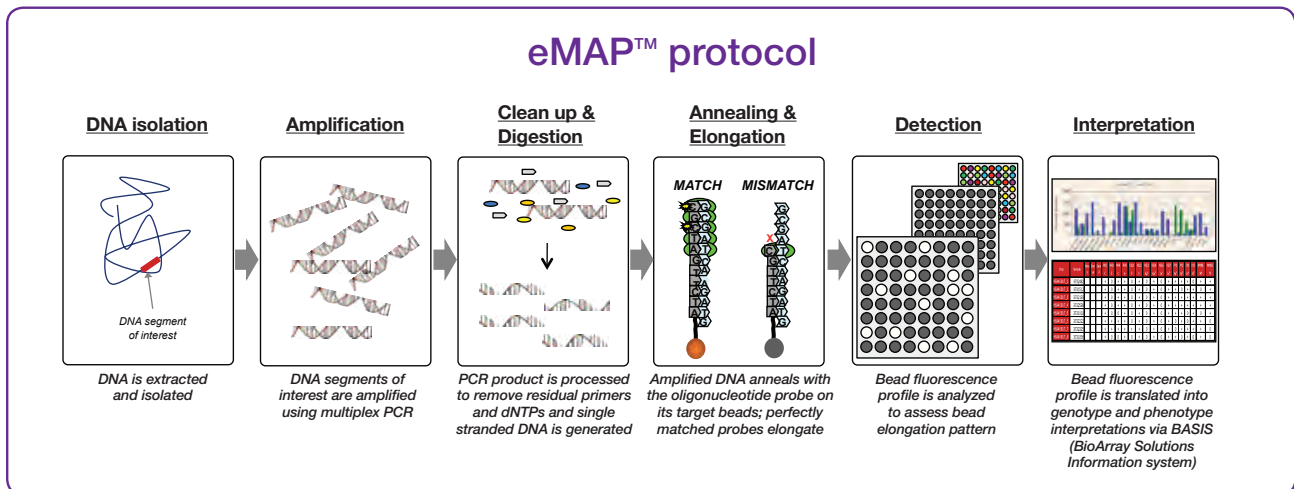 eMAP™ protocol
DNA isolation
DNA segment
of interest
DNA is extracted
and isolated
Amplification
DNA segments of
interest are amplified
using multiplex PCR
Clean up &
Digestion
PCR product is processed
to remove residual primers
and dNTPs and single
stranded DNA is generated
Annealing &
Elongation
MATCH MISMATCH
X
Amplified DNA anneals with
the oligonucleotide probe on
its target beads; perfectly
matched probes elongate
Detection
Bead fluorescence
profile is analyzed
to assess bead
elongation pattern
Interpretation
Bead fluorescence
profile is translated into
genotype and phenotype
interpretations via BASIS
(BioArray Solutions
Information system)